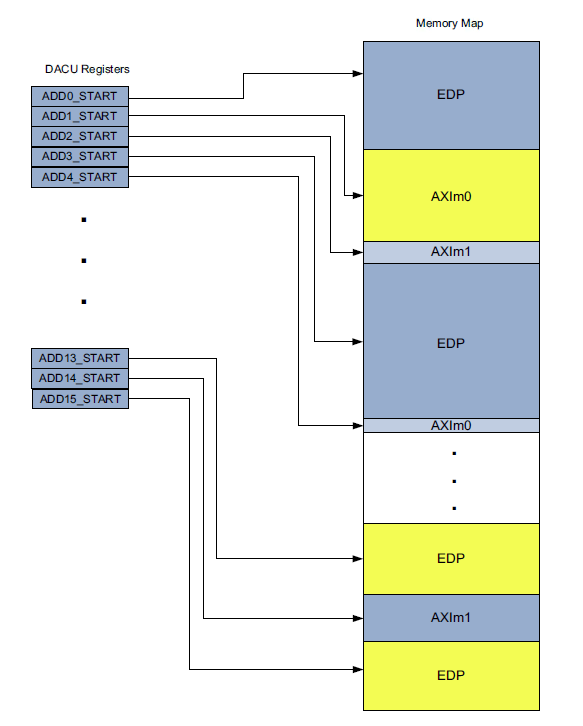 Memory Map
DACU Registers
ADD0_START
ADD1_START
ADD2_START
ADD3_START
ADD4_START
ADD13_START
ADD14_START
ADD15_START
EDP
AXIm0
AXIm1
EDP
AXIm0
EDP
AXIm1
EDP